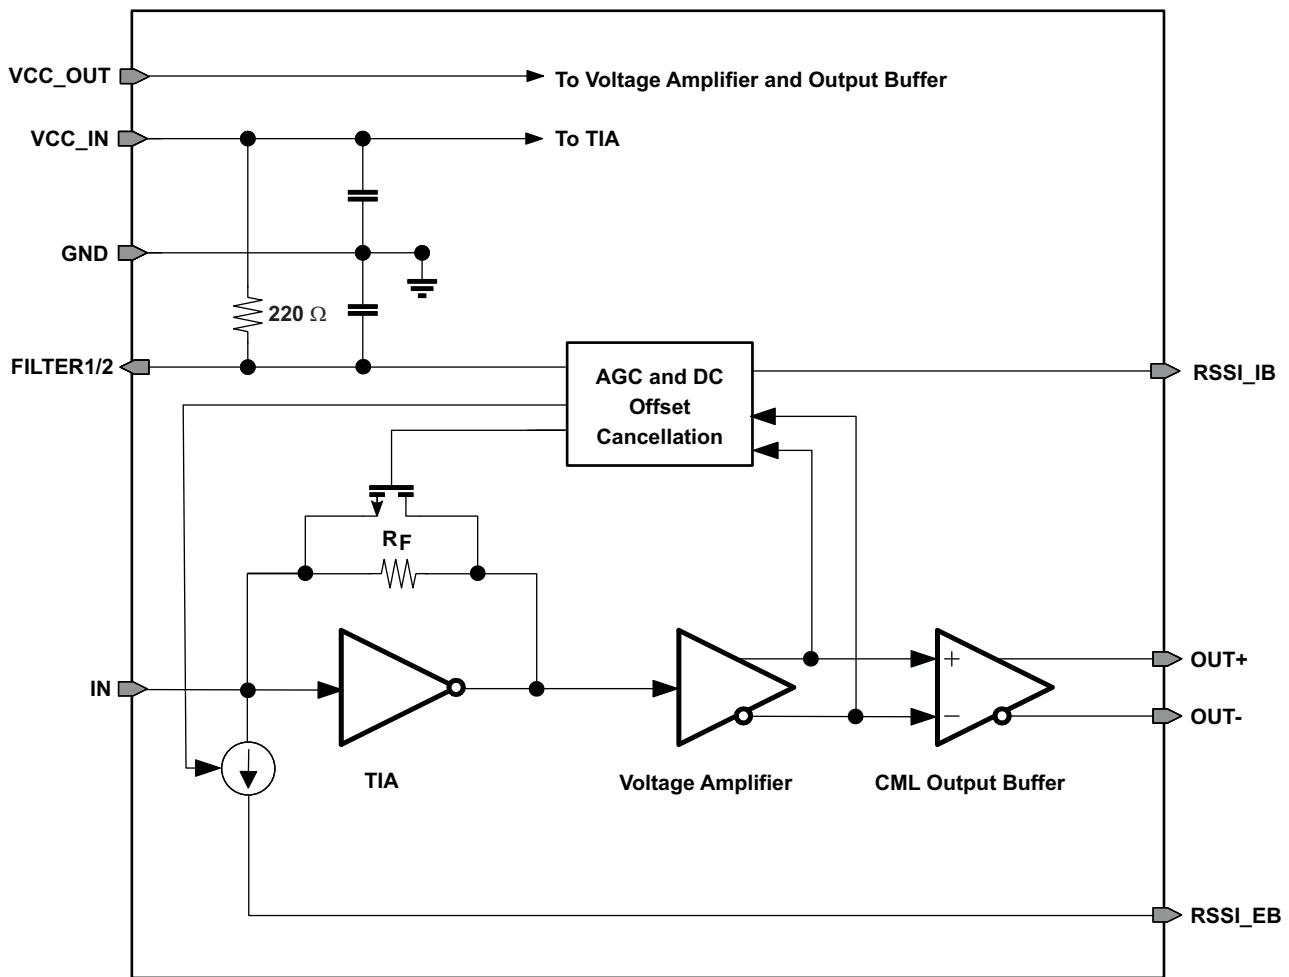 VCC_OUT
To Voltage Amplifier and Output Buffer
VCC_IN
To TIA
GND
220 Ω
FILTER1/2
AGC and DC
Offset
Cancellation
RSSI_IB
RF
+
OUT+
IN
−
OUT-
TIA
Voltage Amplifier
CML Output Buffer
RSSI_EB